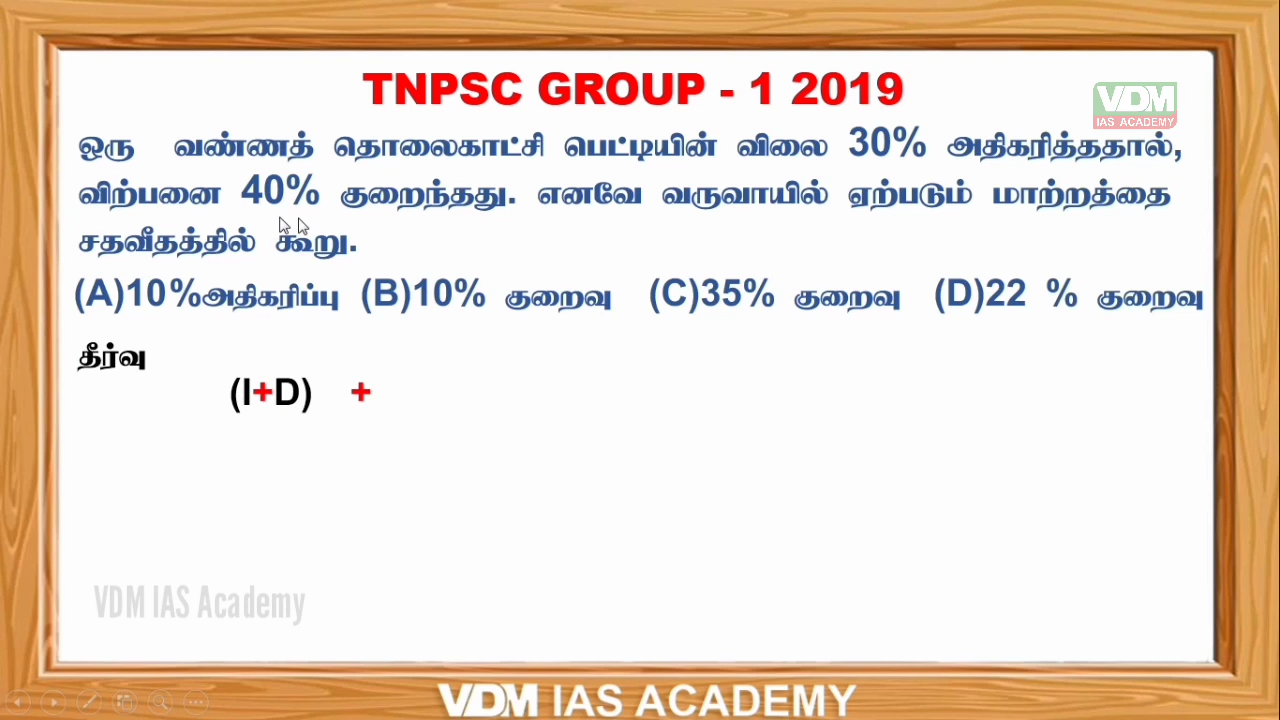 TNPSC GROUP - 1 2019
VDM
IAS ACADEMY
ஒரு வண்ணத் தொலைகாட்சி பெட்டியின் விலை 30% அதிகரித்ததால்,
விற்பனை 40% குறைந்தது. எனவே வருவாயில் ஏற்படும் மாற்றத்தை
சதவீதத்தில் கூறு.
(A)10%அதிகரிப்பு (B)10% குறைவு (C)35% குறைவு (D)22 % குறைவு
தீர்வு
(I+D) +
VDM IAS Academy
VDM IAS ACADEMY